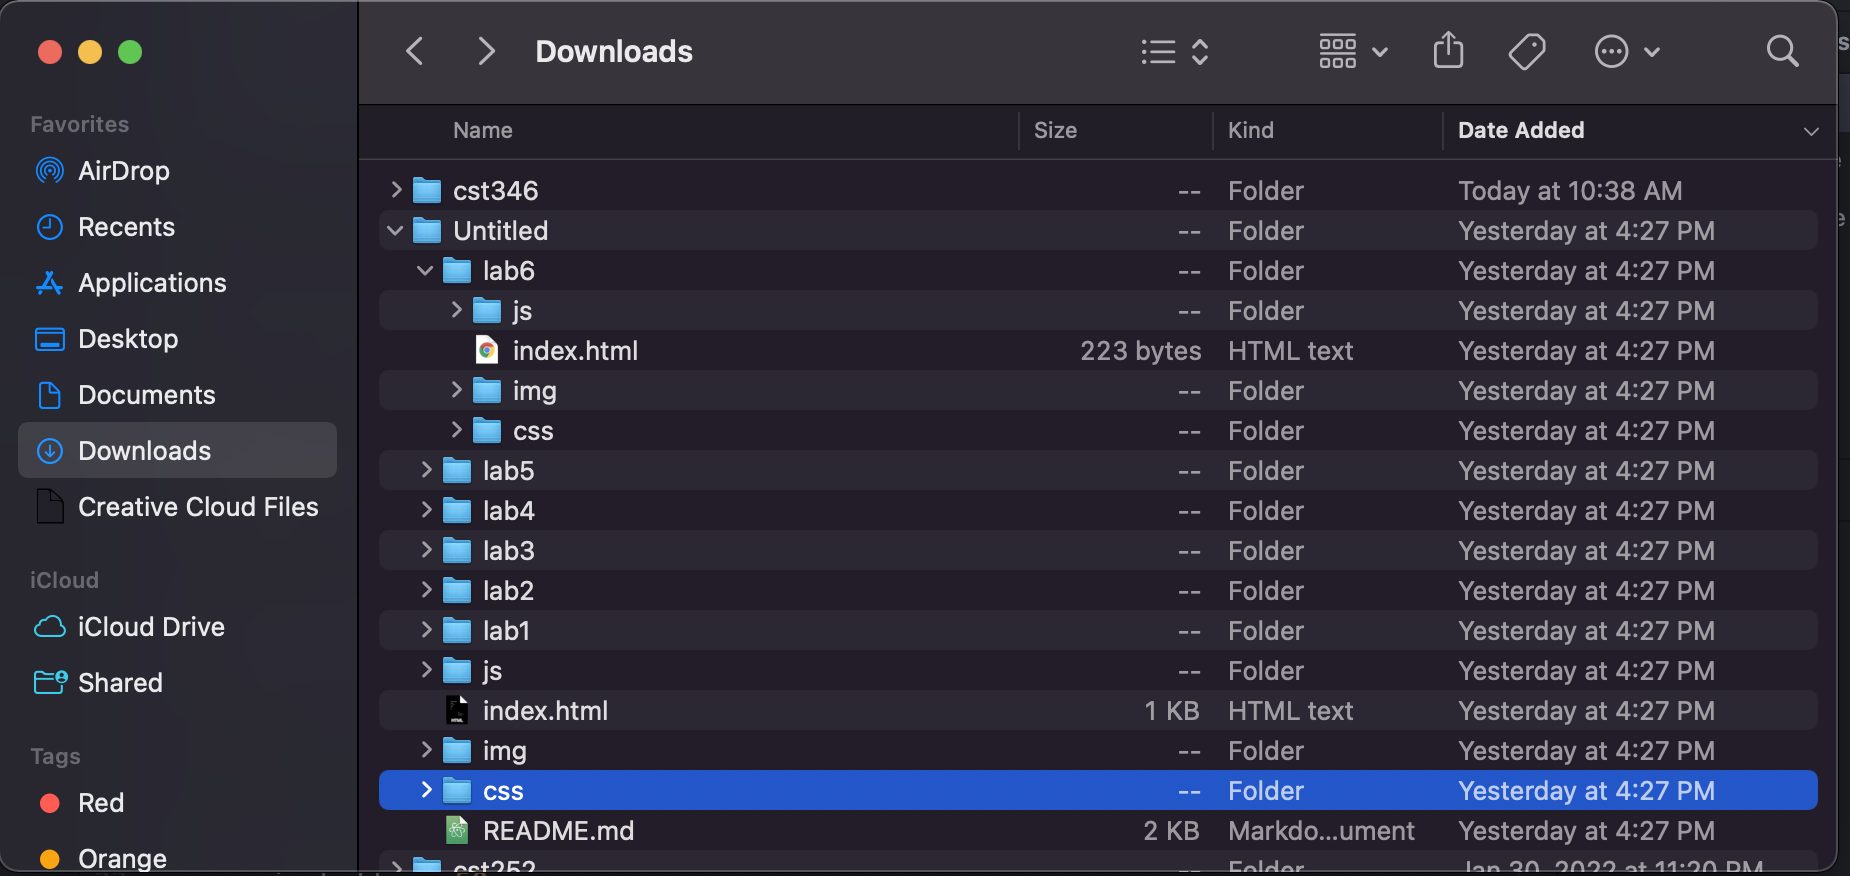 Downloads
Favorites
AirDrop
Recents
Applications
Desktop
Documents
Downloads
Creative Cloud Files
iCloud
iCloud Drive
Shared
Tags
Red
Orange
Name Size Kind Date Added
cst346 -- Folder Today at 10:38 AM
Untitled -- Folder Yesterday at 4:27 PM
lab6 -- Folder Yesterday at 4:27 PM
js -- Folder Yesterday at 4:27 PM
index.html 223 bytes HTML text Yesterday at 4:27 PM
img -- Folder Yesterday at 4:27 PM
css -- Folder Yesterday at 4:27 PM
lab5 -- Folder Yesterday at 4:27 PM
lab4 -- Folder Yesterday at 4:27 PM
lab3 -- Folder Yesterday at 4:27 PM
lab2 -- Folder Yesterday at 4:27 PM
lab1 -- Folder Yesterday at 4:27 PM
js -- Folder Yesterday at 4:27 PM
index.html 1 KB HTML text Yesterday at 4:27 PM
img -- Folder Yesterday at 4:27 PM
css -- Folder Yesterday at 4:27 PM
README.md 2 KB Markdo...ument Yesterday at 4:27 PM
cst252 -- Folder Jan 30, 2022 at 11:20 PM